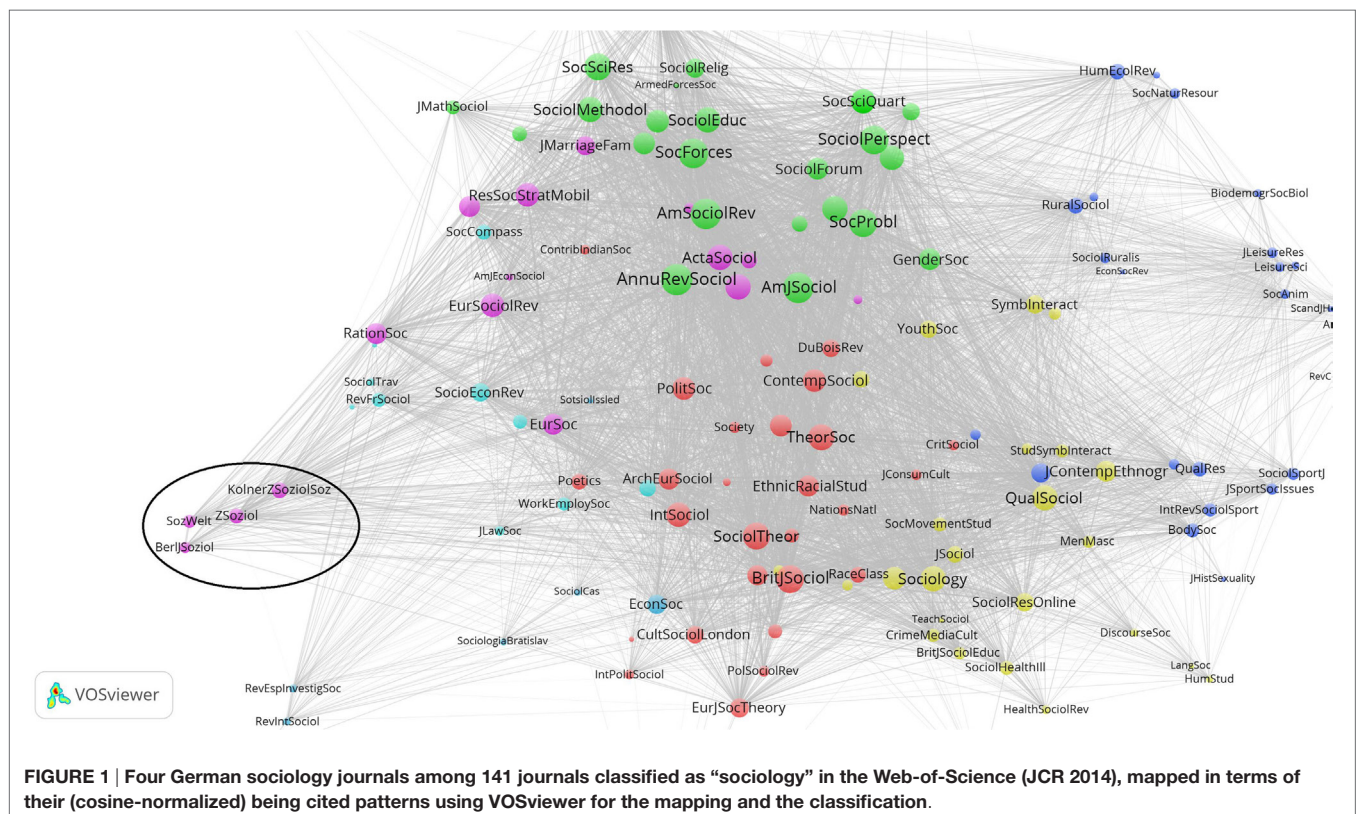 SocSciRes
SociolRelig
ArmedForcesSoc
HumEcolRev
SocNaturResour
JMathSociol
SociolMethodol
SociolEduc
SocSciQuart
JMarriageFam
SocForces
SociolPerspect
SociolForum
ResSocStratMobil
BiodemogrSocBiol
RuralSociol
AmSociolRev
SocProbl
SocCompass
ContribIndianSoc
ActaSociol
GenderSoc
SociolRuralis
JLeisureRes
EconSocRev
LeisureSci
AmJEconSociol
AnnuRevSociol
AmJSociol
EurSociolRev
SymbInteract
SocAnim
ScandJH
RationSoc
YouthSoc
DuBoisRev
SociolTrav
RevFrSociol
SocioEconRev
PolitSoc
ContempSociol
RevC
SotsiolIssled
EurSoc
Society
TheorSoc
CritSociol
StudSymbInteract
KolnerZSoziolSoz
Poetics
ArchEurSociol
EthnicRacialStud
JConsumCult
JContempEthnogr
QualRes
SociolSportJ
JSportSocIssues
WorkEmploySoc
IntSociol
NationsNatl
QualSociol
IntRevSociolSport
SozWelt
ZSoziol
BerlJSoziol
JLawSoc
SociolTheor
SocMovementStud
MenMasc
BodySoc
JSociol
BritJSociol
RaceClass
Sociology
JHistSexuality
SociolCas
EconSoc
SociolResOnline
TeachSociol
SociologiaBratislav
CultSociolLondon
CrimeMediaCult
DiscourseSoc
BritJSociolEduc
IntPolitSociol
PolSociolRev
SociolHealthIll
LangSoc
HumStud
RevEspInvestigSoc
RevIntSociol
EurJSocTheory
HealthSociolRev
VOSviewer
FIGURE 1 | Four German sociology journals among 141 journals classified as “sociology” in the Web-of-Science (JCR 2014), mapped in terms of
their (cosine-normalized) being cited patterns using VOSviewer for the mapping and the classification.